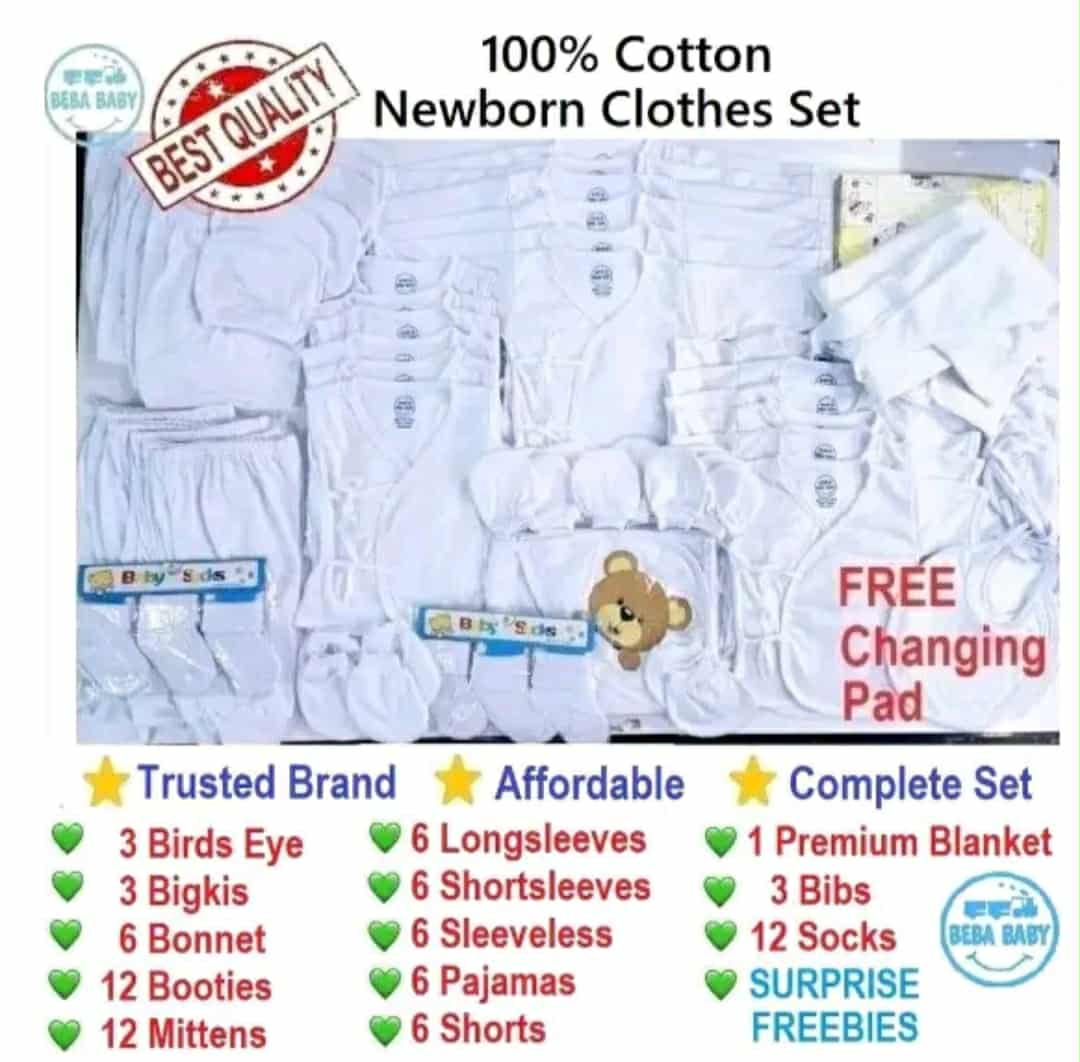 100% Cotton
Newborn Clothes Set
BEBA BABY
BEST QUALITY
Baby Socks
Baby Socks
FREE
Changing
Pad
Trusted Brand
Affordable
Complete Set
3 Birds Eye
3 Bigkis
6 Bonnet
12 Booties
12 Mittens
6 Longsleeves
6 Shortsleeves
6 Sleeveless
6 Pajamas
6 Shorts
1 Premium Blanket
3 Bibs
12 Socks
SURPRISE
FREEBIES
BEBA BABY